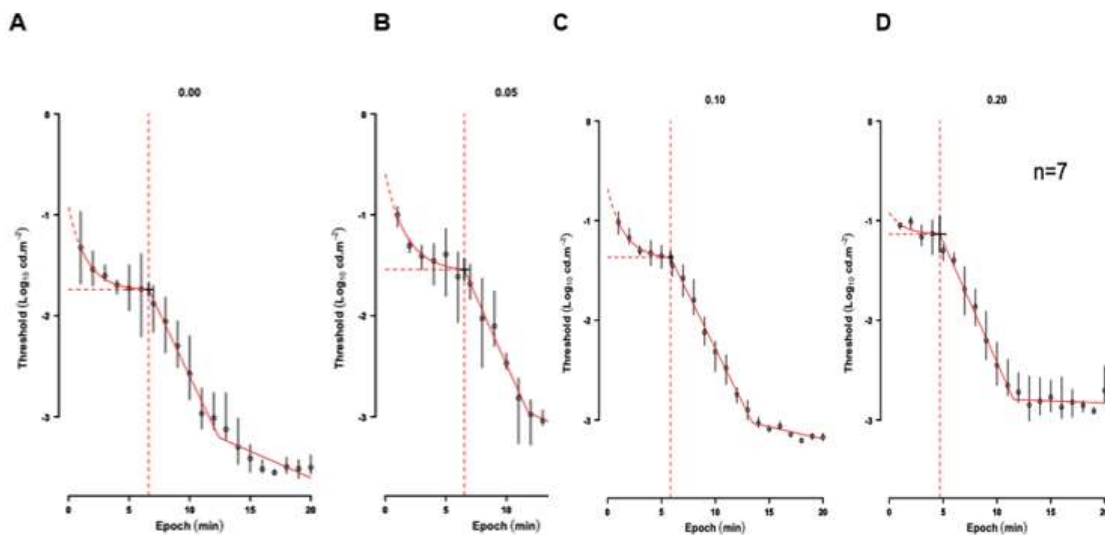 A
B
C
D
0.00
0.05
0.10
0.20
n=7
0
-1
-2
-3
Threshold (Log₁₀ cd.m⁻²)
0
5
10
15
20
Epoch (min)
0
-1
-2
-3
Threshold (Log₁₀ cd.m⁻²)
0
5
10
Epoch (min)
0
-1
-2
-3
Threshold (Log₁₀ cd.m⁻²)
0
5
10
15
20
Epoch (min)
0
-1
-2
-3
Threshold (Log₁₀ cd.m⁻²)
0
5
10
15
20
Epoch (min)